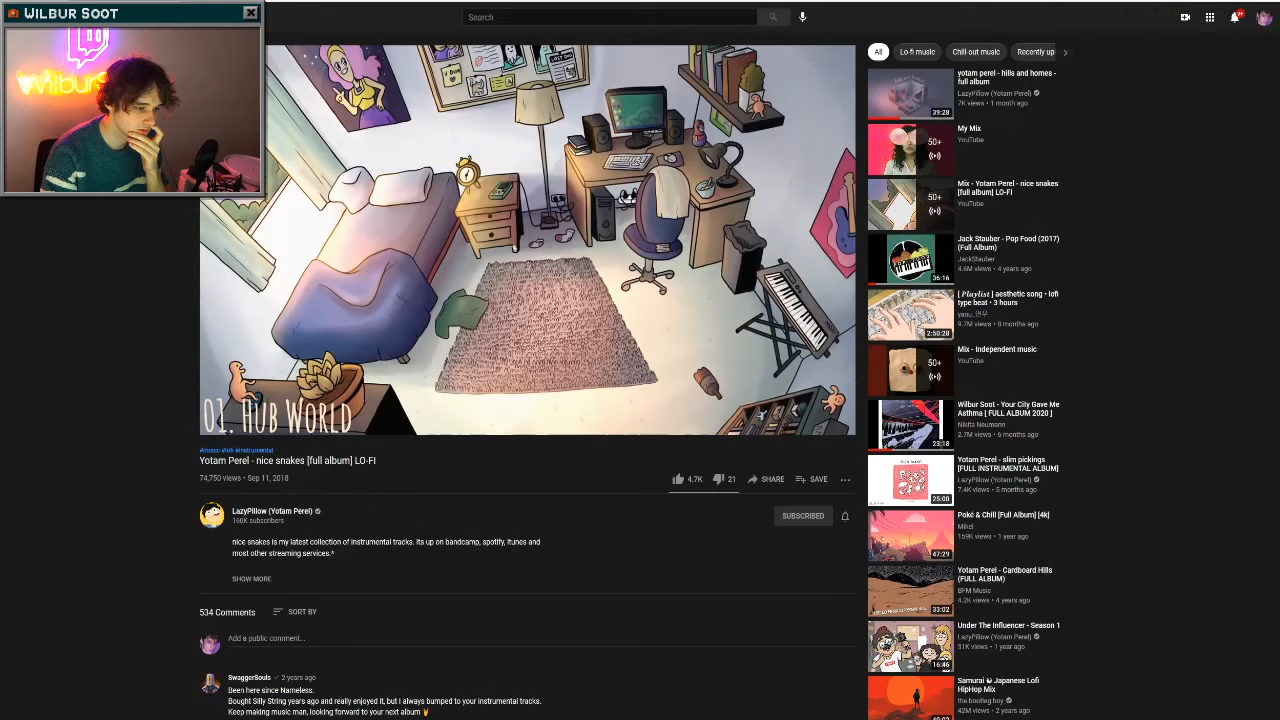 Wilbur Soot
Search
9+
All
Lo-fi music
Chill-out music
Recently up
01. Hub World
#music #lofi #instrumental
Yotam Perel - nice snakes [full album] LO-FI
74,750 views • Sep 11, 2018
4.7K
21
SHARE
SAVE
LazyPillow (Yotam Perel)
160K subscribers
SUBSCRIBED
nice snakes is my latest collection of instrumental tracks. Its up on bandcamp, spotify, itunes and
most other streaming services.*
SHOW MORE
534 Comments
SORT BY
Add a public comment...
SwaggerSouls
2 years ago
Been here since Nameless.
Bought Silly String years ago and really enjoyed it, but I always bumped to your instrumental tracks.
Keep making music man, looking forward to your next album 🤘
yotam perel - hills and homes -
full album
LazyPillow (Yotam Perel)
7K views • 1 month ago
39:28
My Mix
YouTube
50+
Mix - Yotam Perel - nice snakes
[full album] LO-FI
YouTube
50+
Jack Stauber - Pop Food (2017)
(Full Album)
JackStauber
4.6M views • 4 years ago
36:16
[ Playlist ] aesthetic song • lofi
type beat • 3 hours
9.7M views • 8 months ago
2:50:28
Mix - Independent music
YouTube
50+
Wilbur Soot - Your City Gave Me
Asthma [ FULL ALBUM 2020 ]
Nikita Neumann
2.7M views • 6 months ago
23:18
Yotam Perel - slim pickings
[FULL INSTRUMENTAL ALBUM]
LazyPillow (Yotam Perel)
7.4K views • 5 months ago
25:00
Poké & Chill [Full Album] [4k]
Mikel
159K views • 1 year ago
47:29
Yotam Perel - Cardboard Hills
(FULL ALBUM)
BFM Music
4.2K views • 4 years ago
33:02
Under The Influencer - Season 1
LazyPillow (Yotam Perel)
31K views • 1 year ago
16:46
Samurai ☯ Japanese Lofi
HipHop Mix
the bootleg boy
42M views • 2 years ago